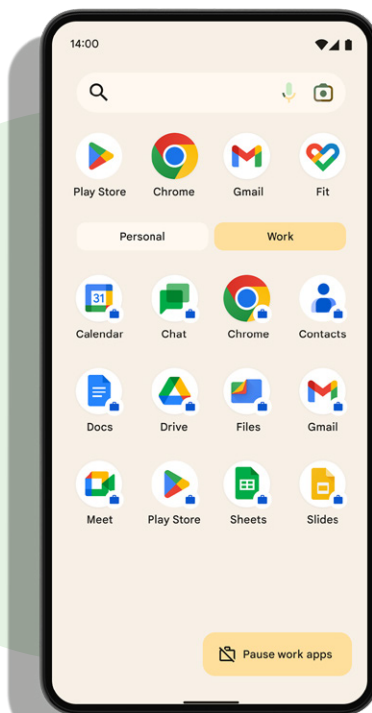 14:00
Play Store Chrome Gmail Fit
Personal Work
31
Calendar Chat Chrome Contacts
Docs Drive Files Gmail
Meet Play Store Sheets Slides
Pause work apps